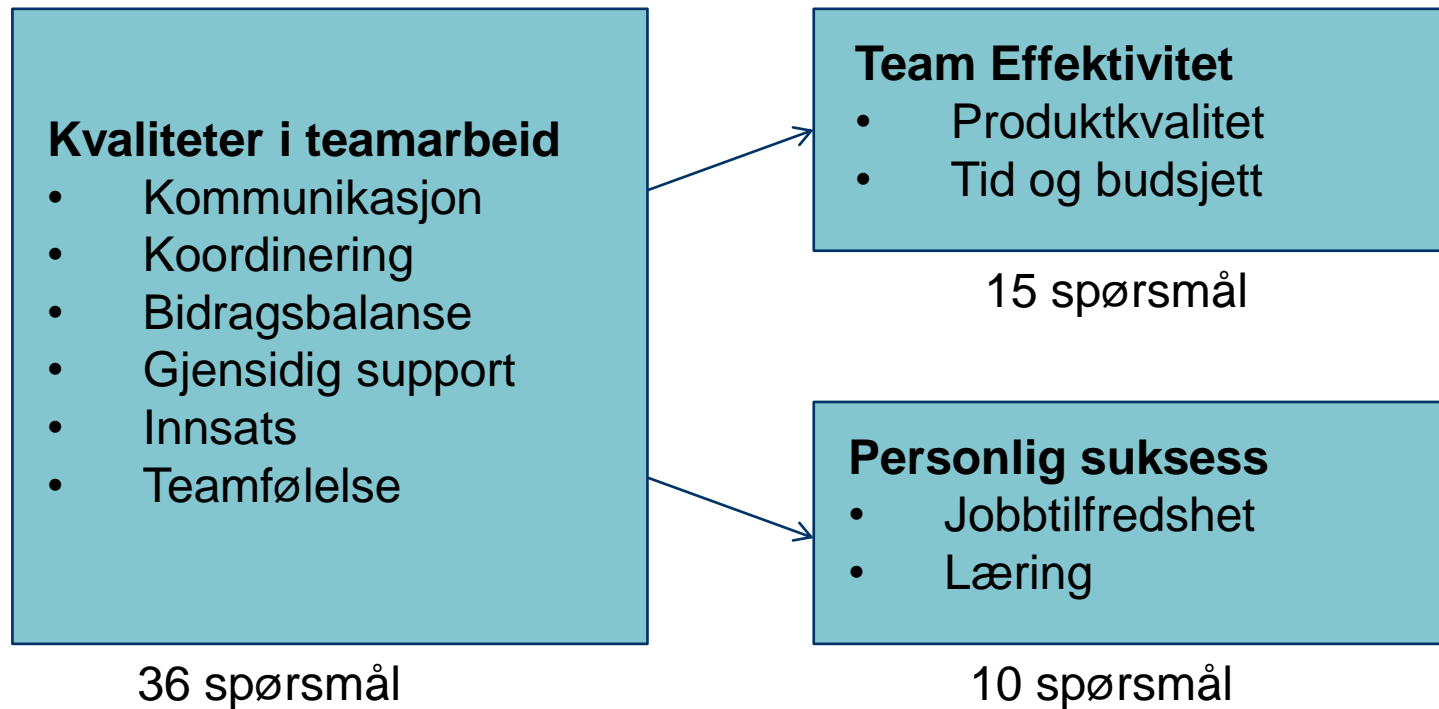 Kvaliteter i teamarbeid
• Kommunikasjon
• Koordinering
• Bidragsbalanse
• Gjensidig support
• Innsats
• Teamfølelse
36 spørsmål
Team Effektivitet
• Produktkvalitet
• Tid og budsjett
15 spørsmål
Personlig suksess
• Jobbtilfredshet
• Læring
10 spørsmål